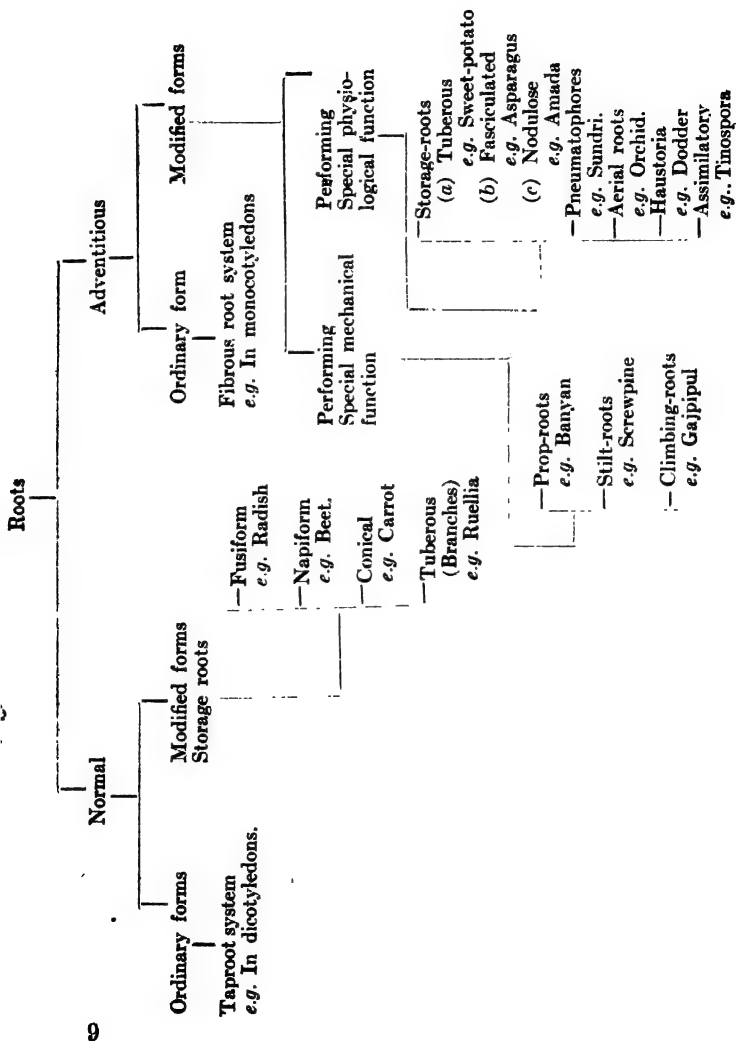 Roots
Normal
Ordinary forms
Taproot system
e.g. In dicotyledons.
Modified forms
Storage roots
—Fusiform
e.g. Radish
—Napiform
e.g. Beet.
—Conical
e.g. Carrot
—Tuberous
(Branches)
e.g. Ruellia
Adventitious
Ordinary form
Fibrous root system
e.g. In monocotyledons
Modified forms
Performing
Special mechanical
function
—Prop-roots
e.g. Banyan
—Stilt-roots
e.g. Screwpine
—Climbing-roots
e.g. Gajpipul
Performing
Special physio-
logical function
—Storage-roots
(a) Tuberous
e.g. Sweet-potato
(b) Fasciculated
e.g. Asparagus
(c) Nodulose
e.g. Amada
—Pneumatophores
e.g. Sundri.
—Aerial roots
e.g. Orchid.
—Haustoria
e.g. Dodder
—Assimilatory
e.g.. Tinospora